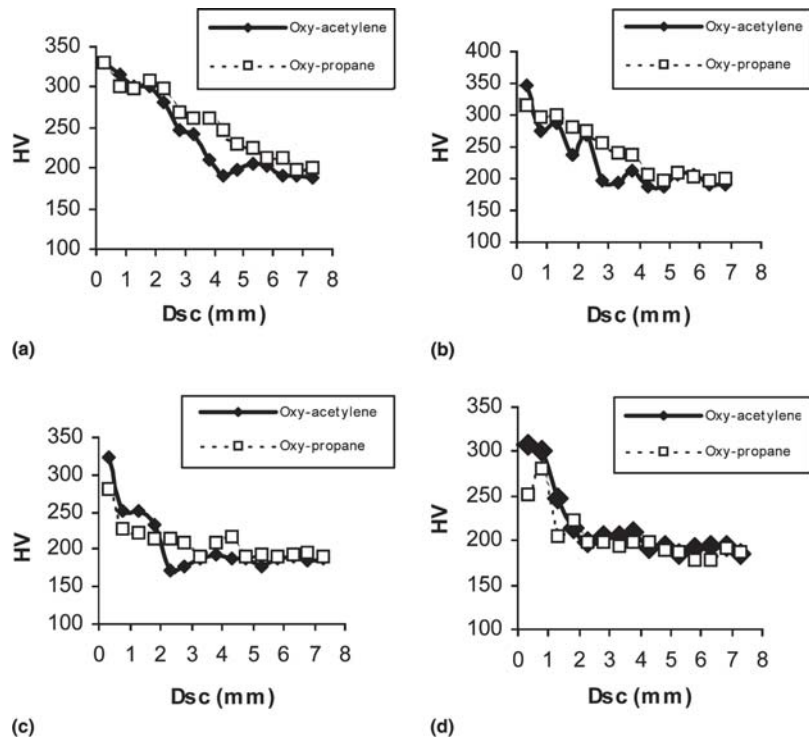 Oxy-acetylene
Oxy-propane
350
300
250
200
150
100
HV
0 1 2 3 4 5 6 7 8
Dsc (mm)
(a)
Oxy-acetylene
Oxy-propane
400
350
300
250
200
150
100
HV
0 1 2 3 4 5 6 7 8
Dsc (mm)
(b)
Oxy-acetylene
Oxy-propane
350
300
250
200
150
100
HV
0 1 2 3 4 5 6 7 8
Dsc (mm)
(c)
Oxy-acetylene
Oxy-propane
350
300
250
200
150
100
HV
0 1 2 3 4 5 6 7 8
Dsc (mm)
(d)